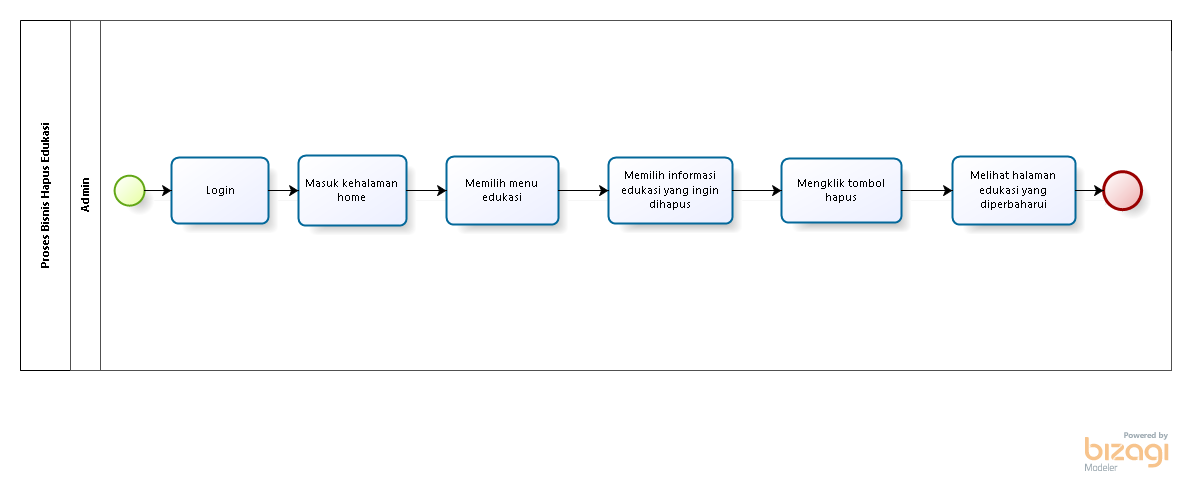 Proses Bisnis Hapus Edukasi
Admin
Login
Masuk kehalaman
home
Memilih menu
edukasi
Memilih informasi
edukasi yang ingin
dihapus
Mengklik tombol
hapus
Melihat halaman
edukasi yang
diperbaharui
Powered by
bizagi
Modeler